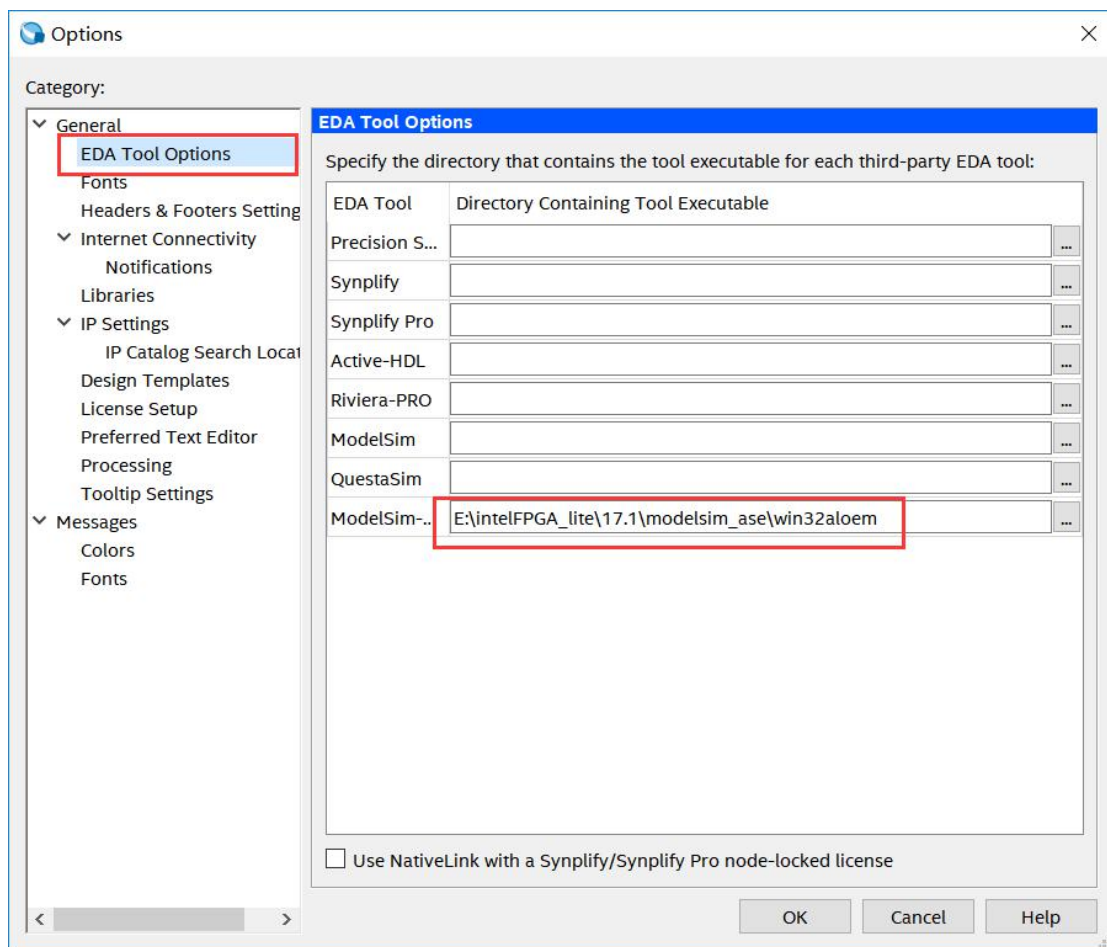 Options
Category:
General
EDA Tool Options
Fonts
Headers & Footers Setting
Internet Connectivity
Notifications
Libraries
IP Settings
IP Catalog Search Locat
Design Templates
License Setup
Preferred Text Editor
Processing
Tooltip Settings
Messages
Colors
Fonts
EDA Tool Options
Specify the directory that contains the tool executable for each third-party EDA tool:
EDA Tool Directory Containing Tool Executable
Precision S... ...
Synplify ...
Synplify Pro ...
Active-HDL ...
Riviera-PRO ...
ModelSim ...
QuestaSim ...
ModelSim-.. E:\intelFPGA_lite\17.1\modelsim_ase\win32aloem ...
Use NativeLink with a Synplify/Synplify Pro node-locked license
OK Cancel Help